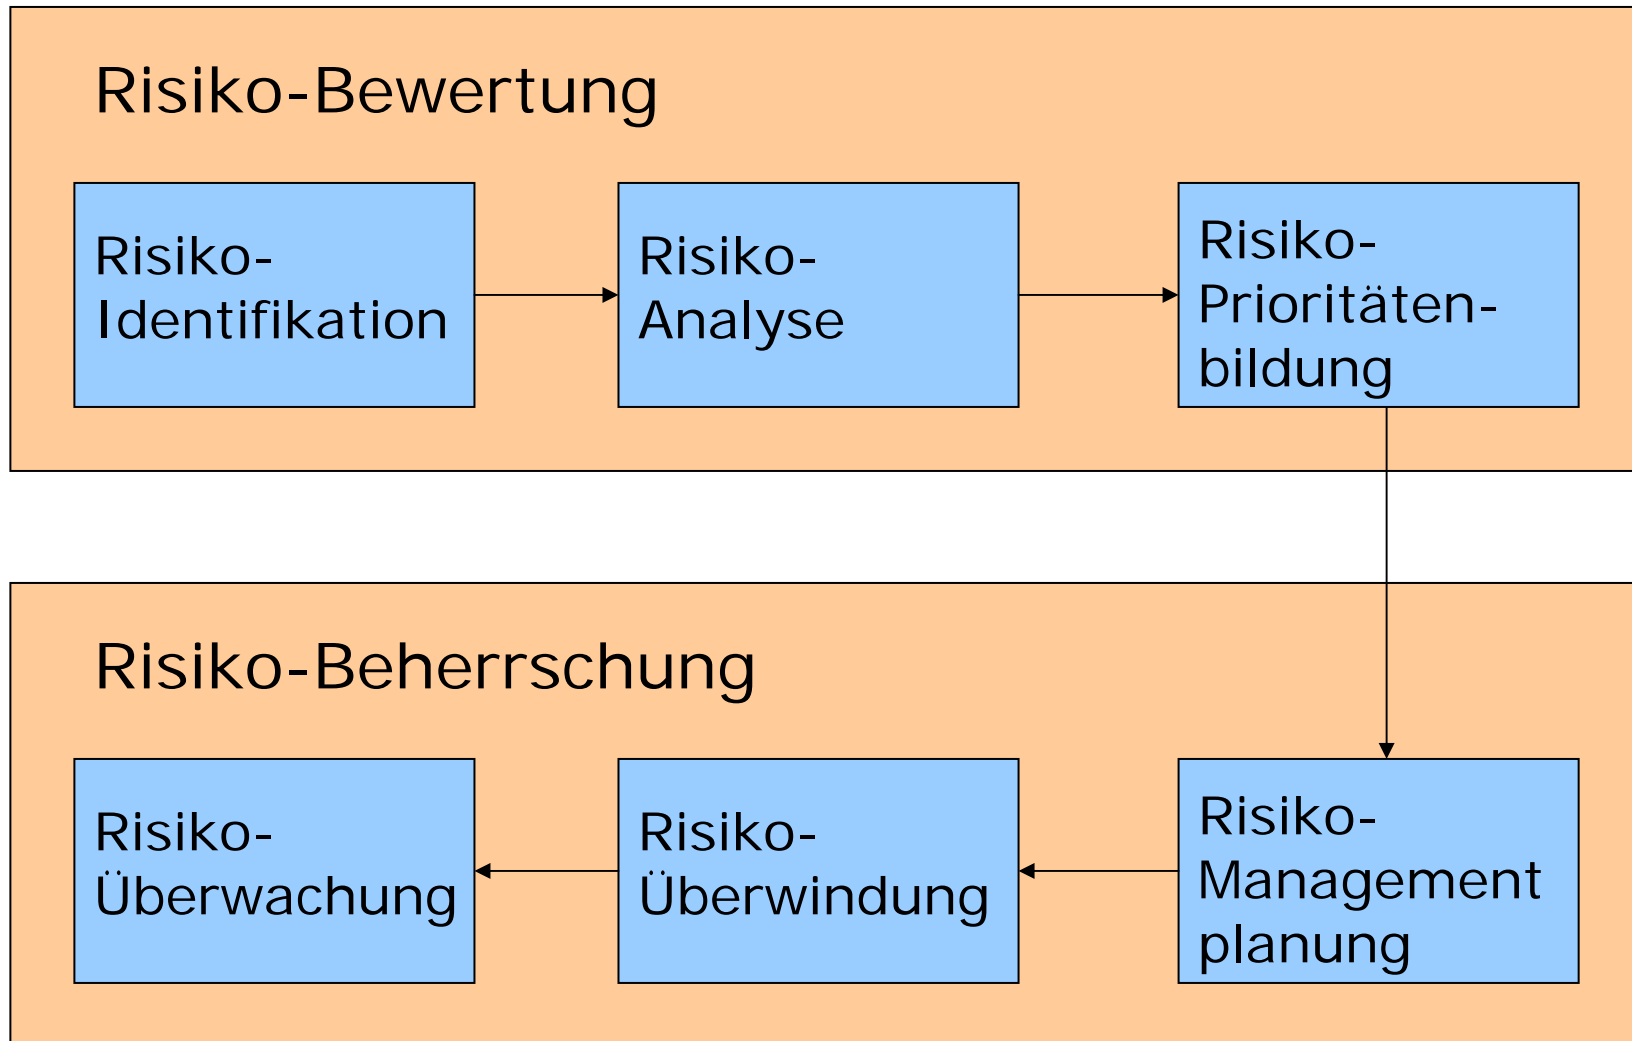 Risiko-Bewertung
Risiko-
Identifikation
Risiko-
Analyse
Risiko-
Prioritäten-
bildung
Risiko-Beherrschung
Risiko-
Überwachung
Risiko-
Überwindung
Risiko-
Management
planung